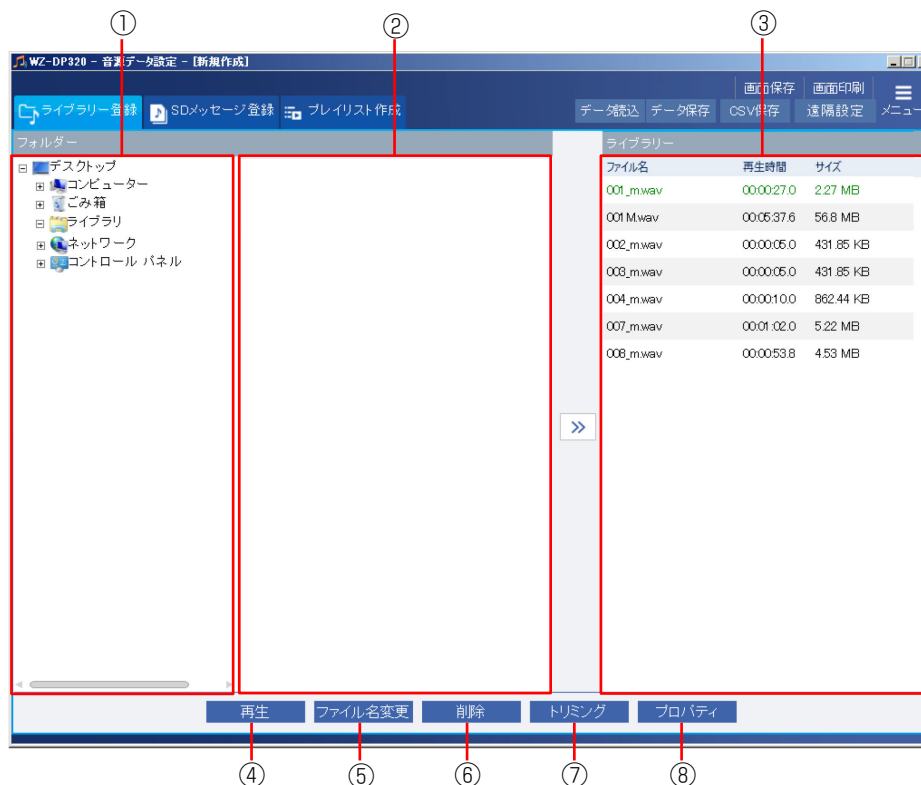 ① ② ③
WZ-DP320 - 音源データ設定 - [新規作成]
画面保存 画面印刷
ライブラリー登録 SDメッセージ登録 プレイリスト作成 データ読込 データ保存 CSV保存 遠隔設定 メニュー
フォルダー ライブラリー
デスクトップ
コンピューター
ごみ箱
ライブラリ
ネットワーク
コントロール パネル
ファイル名 再生時間 サイズ
001_m.wav 00:00:27.0 2.27 MB
001M.wav 00:05:37.6 56.8 MB
002_m.wav 00:00:05.0 431.85 KB
003_m.wav 00:00:05.0 431.85 KB
004_m.wav 00:00:10.0 862.44 KB
007_m.wav 00:01:02.0 5.22 MB
008_m.wav 00:00:53.8 4.53 MB
再生 ファイル名変更 削除 トリミング プロパティ
④ ⑤ ⑥ ⑦ ⑧